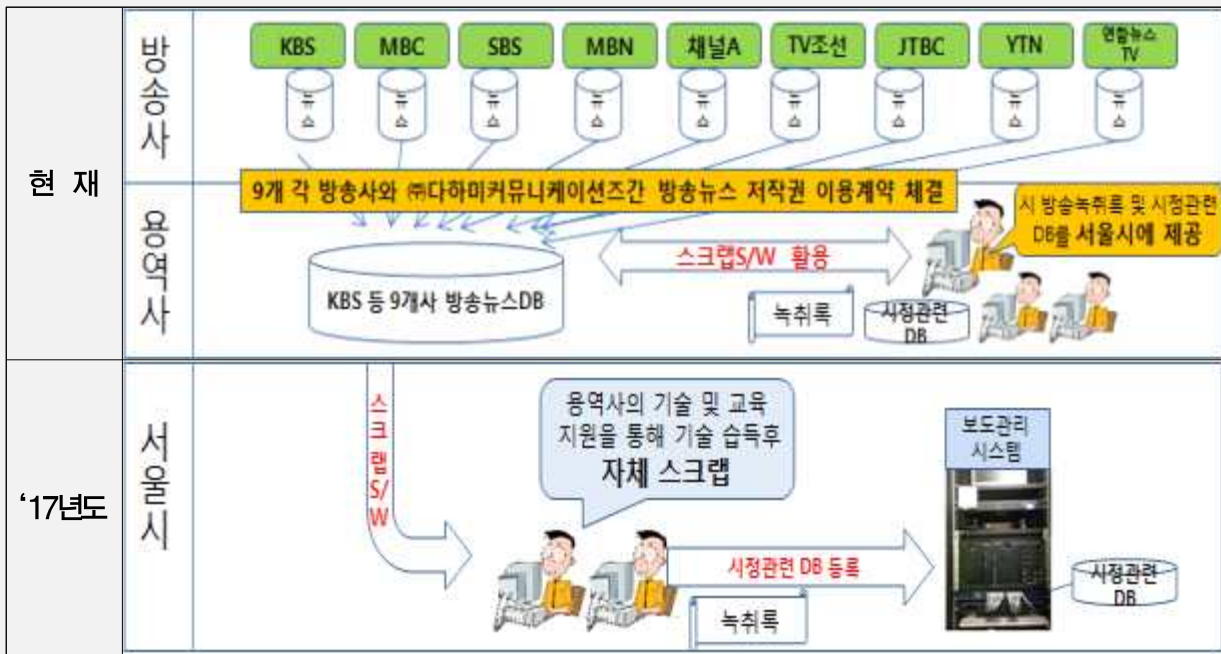 현 재
방송사
KBS
MBC
SBS
MBN
채널A
TV조선
JTBC
YTN
연합뉴스
TV
뉴스
뉴스
뉴스
뉴스
뉴스
뉴스
뉴스
뉴스
뉴스
9개 각 방송사와 ㈜다하미커뮤니케이션즈간 방송뉴스 저작권 이용계약 체결
용역사
KBS 등 9개사 방송뉴스DB
스크랩S/W 활용
시 방송녹취록 및 시정관련
DB를 서울시에 제공
녹취록
시정관련
DB
‘17년도
서울시
스크랩S/W
용역사의 기술 및 교육
지원을 통해 기술 습득후
자체 스크랩
시정관련 DB 등록
녹취록
보도관리
시스템
시정관련
DB